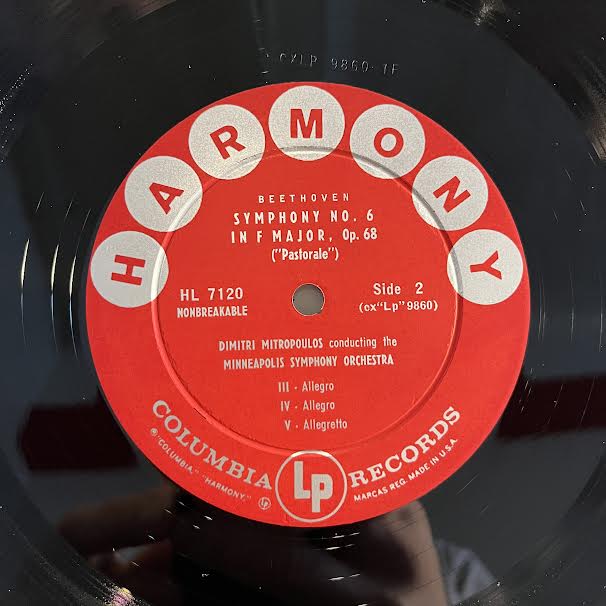 CXLP 9860-1F
HARMONY
BEETHOVEN
SYMPHONY NO. 6
IN F MAJOR, Op. 68
("Pastorale")
HL 7120
NONBREAKABLE
Side 2
(ex"Lp"9860)
DIMITRI MITROPOULOS conducting the
MINNEAPOLIS SYMPHONY ORCHESTRA
III - Allegro
IV - Allegro
V - Allegretto
COLUMBIA Lp RECORDS
® "COLUMBIA," "HARMONY," Lp MARCAS REG. MADE IN U.S.A.